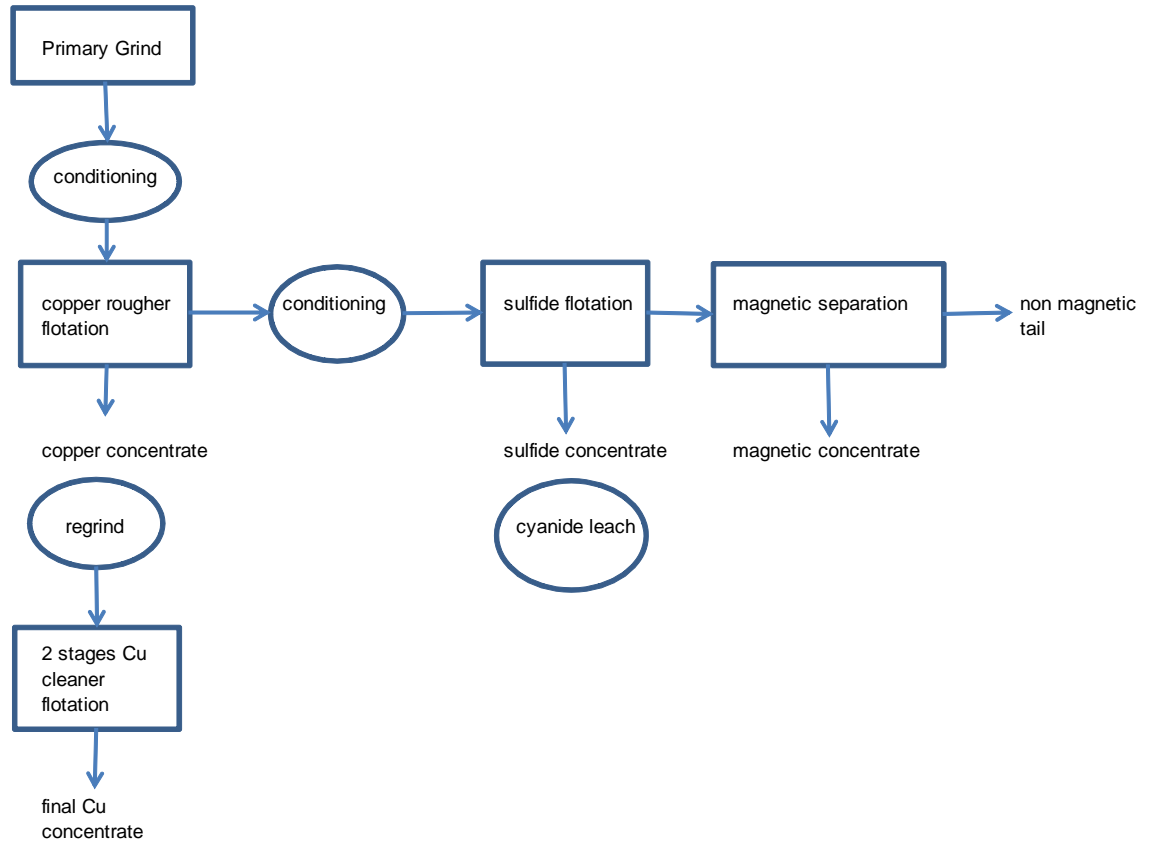 Primary Grind
conditioning
copper rougher
flotation
conditioning
sulfide flotation
magnetic separation
non magnetic
tail
copper concentrate
sulfide concentrate
magnetic concentrate
regrind
cyanide leach
2 stages Cu
cleaner
flotation
final Cu
concentrate